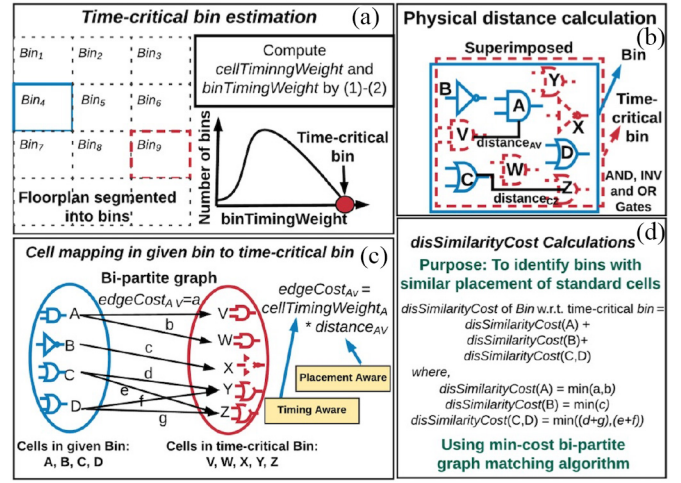 Time-critical bin estimation
(a)
Bin1 Bin2 Bin3
Bin4 Bin5 Bin6
Bin7 Bin8 Bin9
Floorplan segmented
into bins
Compute
cellTiminngWeight and
binTimingWeight by (1)-(2)
Number of bins
Time-critical
bin
binTimingWeight
Physical distance calculation
(b)
Superimposed
Bin
Time-
critical
bin
B
A
Y
X
V
distanceAV
D
W
C
Z
distanceCZ
AND, INV
and OR
Gates
Cell mapping in given bin to time-critical bin
(c)
Bi-partite graph
edgeCostAV=a
A
B
C
D
b
c
d
e
f
g
V
W
X
Y
Z
edgeCostAV =
cellTimingWeightA
* distanceAV
Placement Aware
Timing Aware
Cells in given Bin:
A, B, C, D
Cells in time-critical Bin:
V, W, X, Y, Z
(d)
disSimilarityCost Calculations
Purpose: To identify bins with
similar placement of standard cells
disSimilarityCost of Bin w.r.t. time-critical bin =
disSimilarityCost(A) +
disSimilarityCost(B)+
disSimilarityCost(C,D)
where,
disSimilarityCost(A) = min(a,b)
disSimilarityCost(B) = min(c)
disSimilarityCost(C,D) = min((d+g),(e+f))
Using min-cost bi-partite
graph matching algorithm